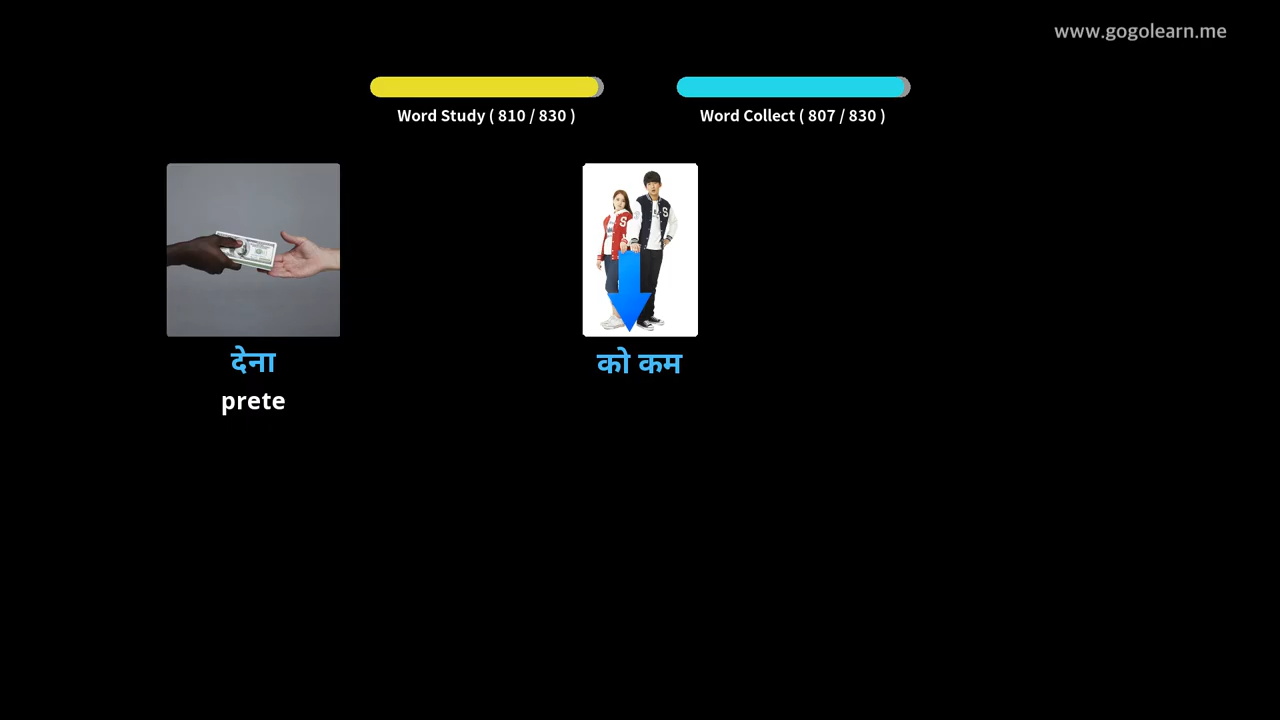 www.gogolearn.me
Word Study ( 810 / 830 )
Word Collect ( 807 / 830 )
S
S
देना
को कम
prete